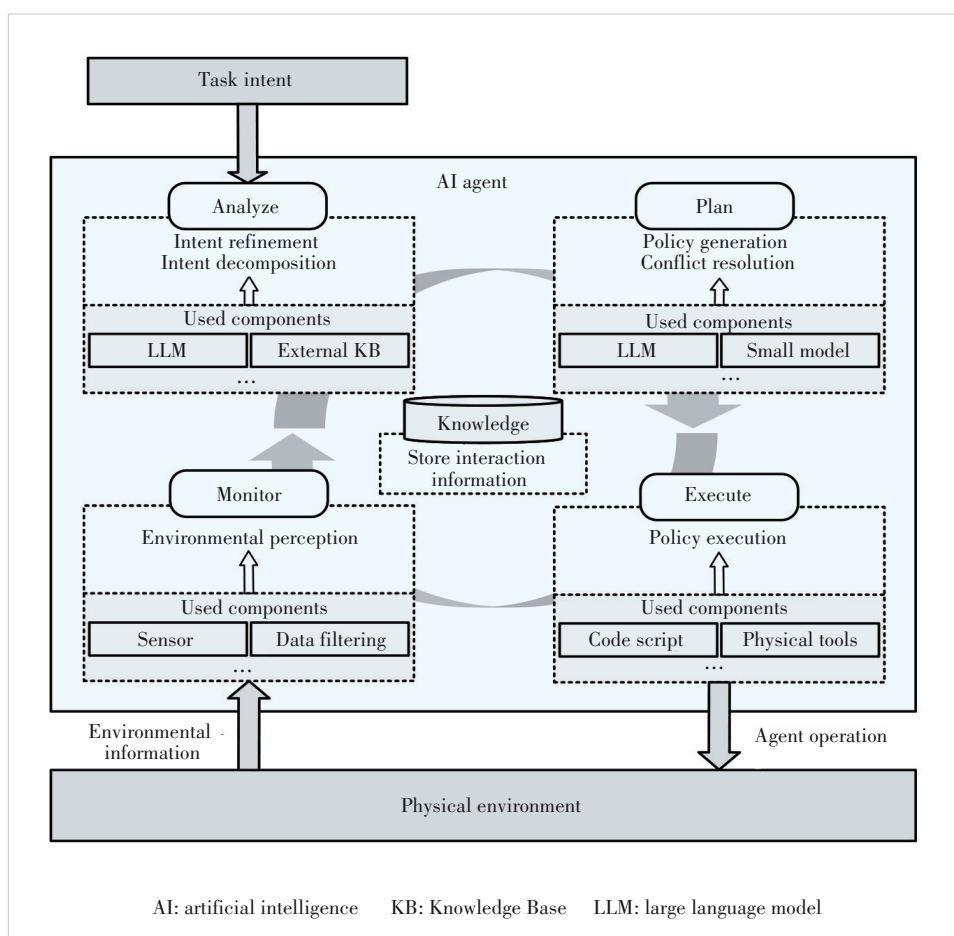 Task intent
AI agent
Analyze
Intent refinement
Intent decomposition
Used components
LLM
External KB
...
Plan
Policy generation
Conflict resolution
Used components
LLM
Small model
...
Knowledge
Store interaction
information
Monitor
Environmental perception
Used components
Sensor
Data filtering
...
Execute
Policy execution
Used components
Code script
Physical tools
...
Environmental
information
Agent operation
Physical environment
AI: artificial intelligence KB: Knowledge Base LLM: large language model